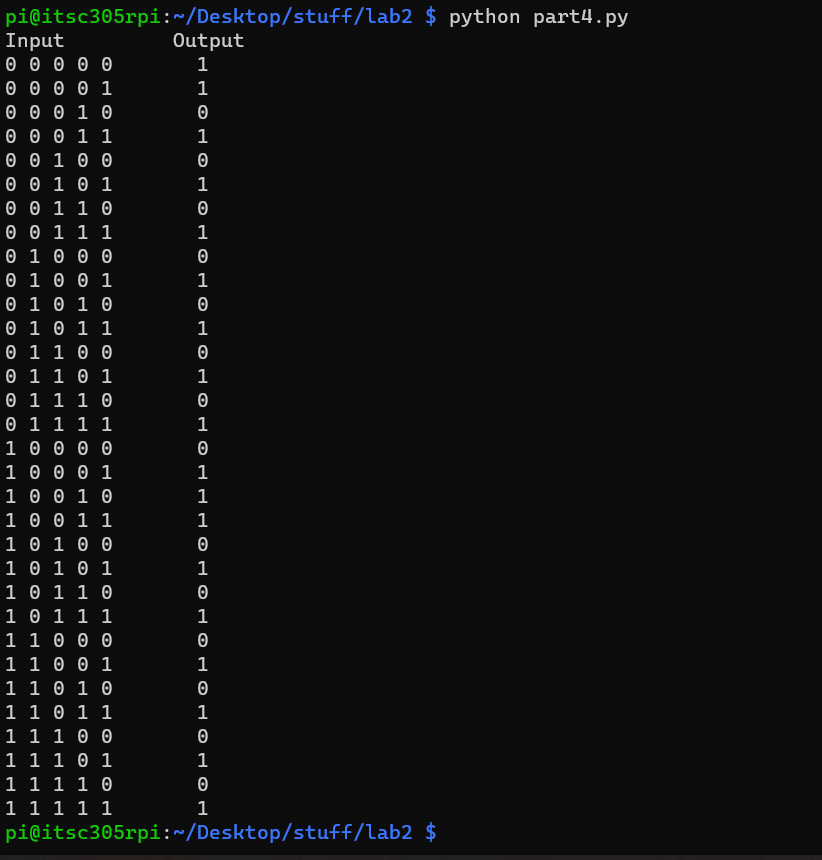 pi@itsc305rpi:~/Desktop/stuff/lab2 $ python part4.py
Input         Output
0 0 0 0 0       1
0 0 0 0 1       1
0 0 0 1 0       0
0 0 0 1 1       1
0 0 1 0 0       0
0 0 1 0 1       1
0 0 1 1 0       0
0 0 1 1 1       1
0 1 0 0 0       0
0 1 0 0 1       1
0 1 0 1 0       0
0 1 0 1 1       1
0 1 1 0 0       0
0 1 1 0 1       1
0 1 1 1 0       0
0 1 1 1 1       1
1 0 0 0 0       0
1 0 0 0 1       1
1 0 0 1 0       1
1 0 0 1 1       1
1 0 1 0 0       0
1 0 1 0 1       1
1 0 1 1 0       0
1 0 1 1 1       1
1 1 0 0 0       0
1 1 0 0 1       1
1 1 0 1 0       0
1 1 0 1 1       1
1 1 1 0 0       0
1 1 1 0 1       1
1 1 1 1 0       0
1 1 1 1 1       1
pi@itsc305rpi:~/Desktop/stuff/lab2 $